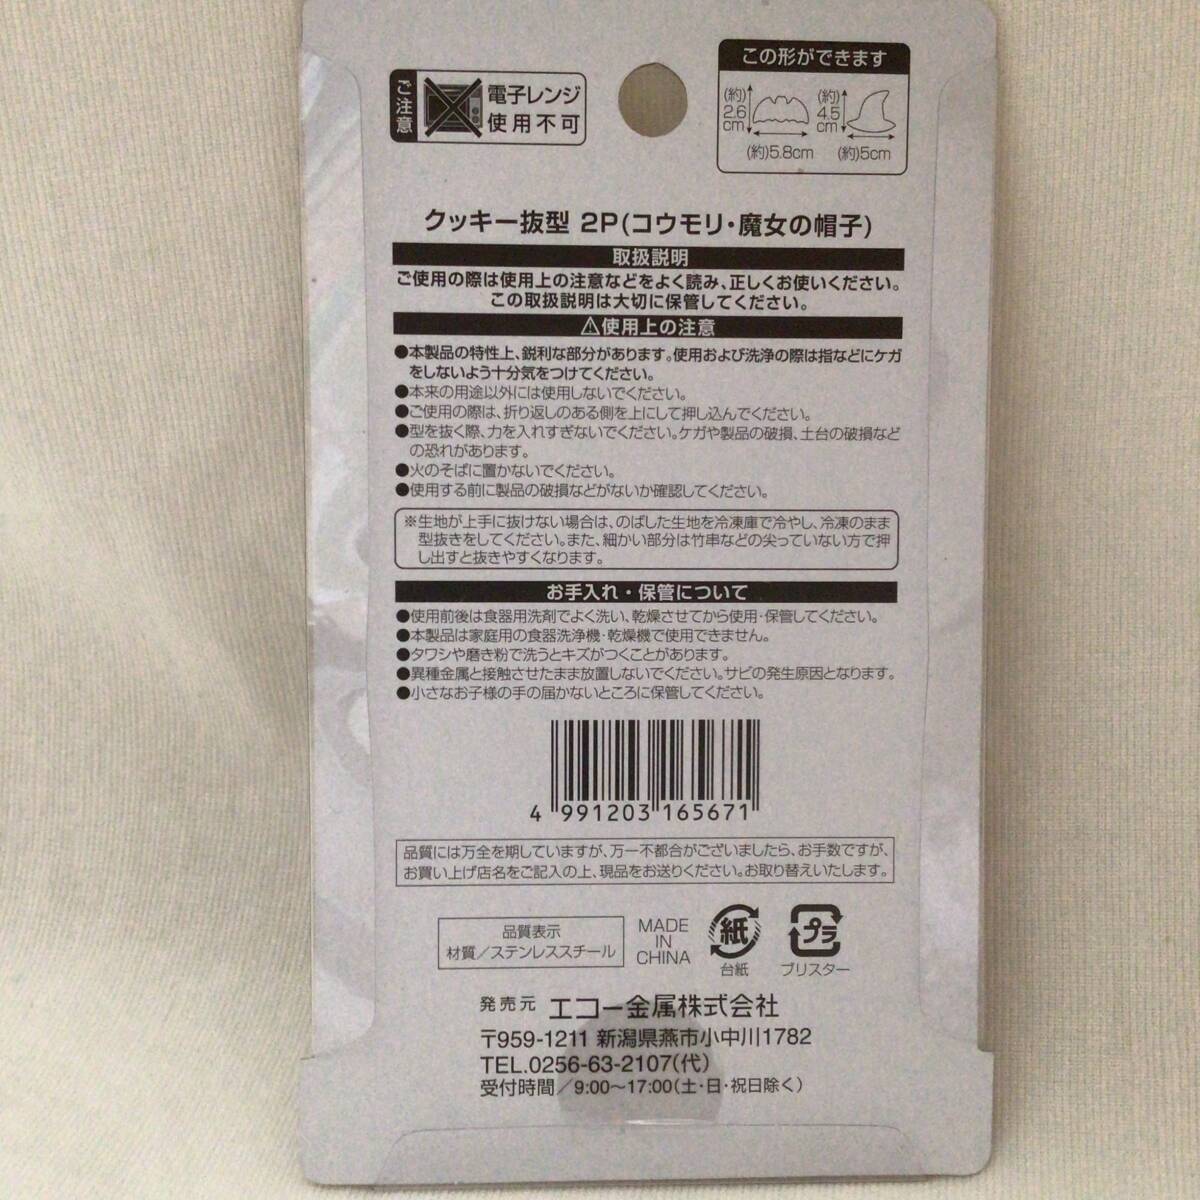 ご注意
電子レンジ
使用不可
この形ができます
(約)
2.6
cm
(約)5.8cm
(約)
4.5
cm
(約)5cm
クッキー抜型 2P(コウモリ・魔女の帽子)
取扱説明
ご使用の際は使用上の注意などをよく読み、正しくお使いください。
この取扱説明は大切に保管してください。
⚠使用上の注意
●本製品の特性上、鋭利な部分があります。使用および洗浄の際は指などにケガ
をしないよう十分気をつけてください。
●本来の用途以外には使用しないでください。
●ご使用の際は、折り返しのある側を上にして押し込んでください。
●型を抜く際、力を入れすぎないでください。ケガや製品の破損、土台の破損など
の恐れがあります。
●火のそばに置かないでください。
●使用する前に製品の破損などがないか確認してください。
※生地が上手に抜けない場合は、のばした生地を冷凍庫で冷やし、冷凍のまま
型抜きをしてください。また、細かい部分は竹串などの尖っていない方で押
し出すと抜きやすくなります。
お手入れ・保管について
●使用前後は食器用洗剤でよく洗い、乾燥させてから使用・保管してください。
●本製品は家庭用の食器洗浄機・乾燥機で使用できません。
●タワシや磨き粉で洗うとキズがつくことがあります。
●異種金属と接触させたまま放置しないでください。サビの発生原因となります。
●小さなお子様の手の届かないところに保管してください。
4 991203 165671
品質には万全を期していますが、万一不都合がございましたら、お手数ですが、
お買い上げ店名をご記入の上、現品をお送りください。お取り替えいたします。
品質表示
材質/ステンレススチール
MADE
IN
CHINA
紙
台紙
プラ
ブリスター
発売元 エコー金属株式会社
〒959-1211 新潟県燕市小中川1782
TEL.0256-63-2107(代)
受付時間/9:00〜17:00(土・日・祝日除く)